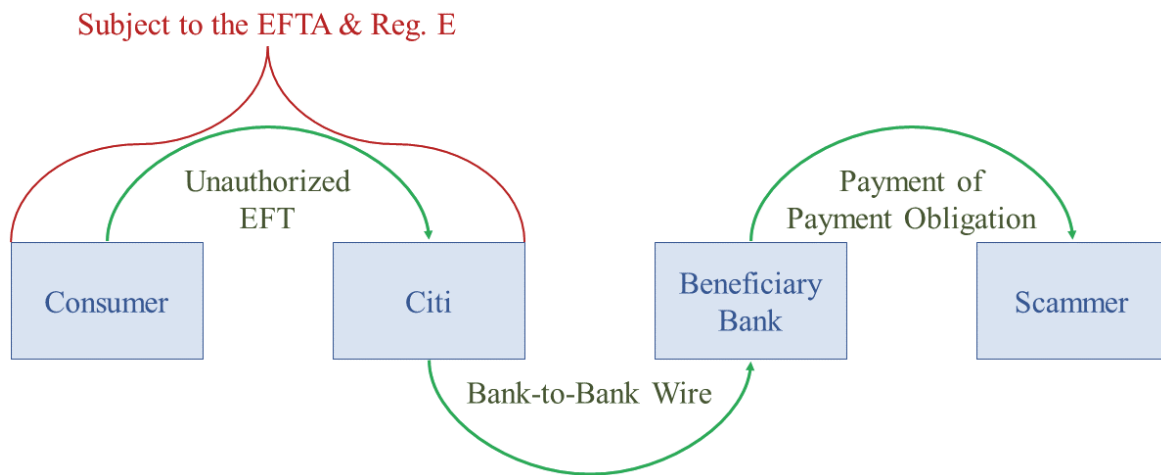 Subject to the EFTA & Reg. E
Unauthorized
EFT
Payment of
Payment Obligation
Consumer
Citi
Beneficiary
Bank
Scammer
Bank-to-Bank Wire